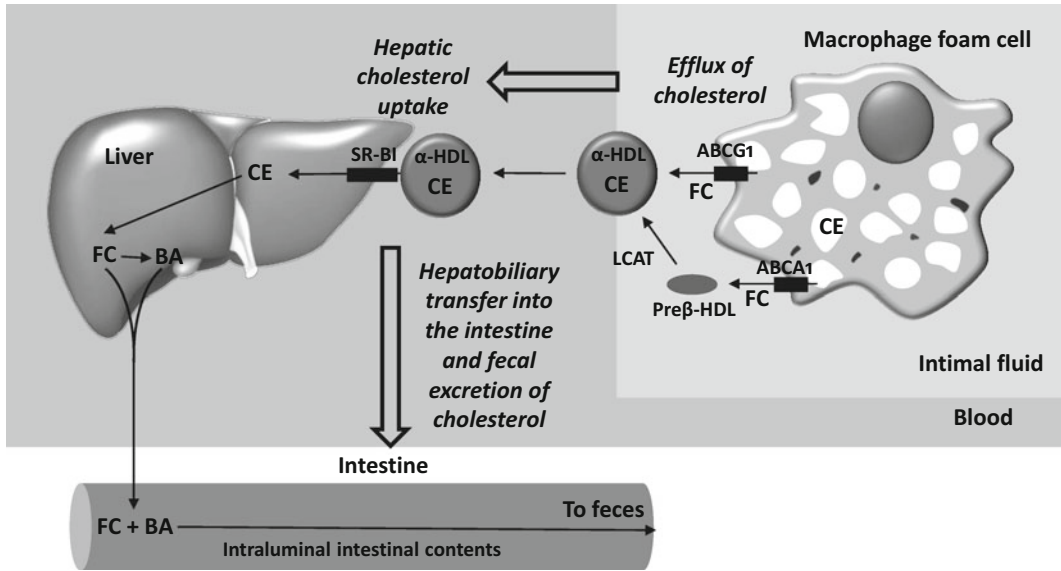 Macrophage foam cell
Hepatic
cholesterol
uptake
Efflux of
cholesterol
Liver
CE
SR-BI
α-HDL
CE
α-HDL
CE
ABCG1
FC
CE
LCAT
Preβ-HDL
ABCA1
FC
FC
BA
Hepatobiliary
transfer into
the intestine
and fecal
excretion of
cholesterol
Intimal fluid
Blood
Intestine
To feces
FC + BA
Intraluminal intestinal contents